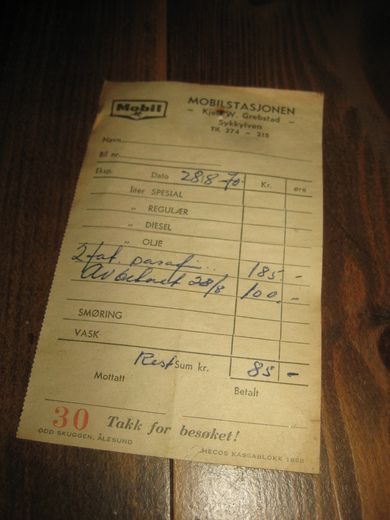 Mobil
MOBILSTASJONEN
- Kjell W. Grebstad -
Sykkylven
Tlf. 274 - 215
Navn
Bil nr.
Eksp. Dato 28.8 70. Kr. øre
liter SPESIAL
„ REGULÆR
„ DIESEL
„ OLJE
2 fat. parafin... 185 -
Av betalt 28/8 100, -
SMØRING
VASK
Rest Sum kr. 85 -
Mottatt Betalt
30 Takk for besøket!
ODD SKUGGEN, ÅLESUND HECOS KASSABLOKK